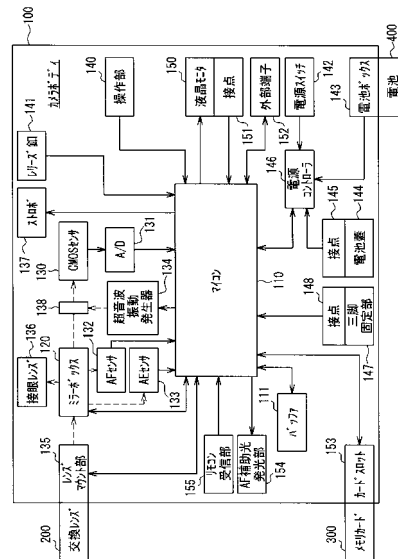 100
カメラボディ
141
レリーズ釦
140
操作部
150
液晶モニタ
接点
151
外部端子
152
電源スイッチ
142
400
電池ボックス
143
電池
137
ストロボ
130
CMOSセンサ
A/D
131
138
134
超音波
振動
発生器
146
電源
コントローラ
145
接点
144
電池蓋
136
接眼レンズ
120
ミラーボックス
132
AFセンサ
AEセンサ
133
マイコン
110
148
接点
三脚
固定部
147
135
レンズ
マウント部
200
交換レンズ
リモコン
受信部
155
AF補助光
発光部
154
111
バッファ
153
カードスロット
300
メモリカード